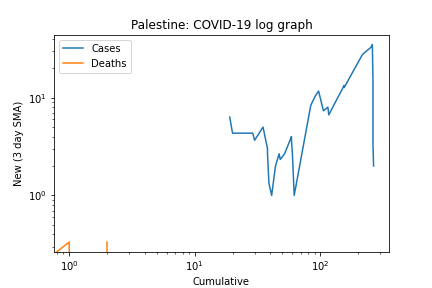 Palestine: COVID-19 log graph
Cases
Deaths
New (3 day SMA)
10¹
10⁰
10⁰ 10¹ 10²
Cumulative